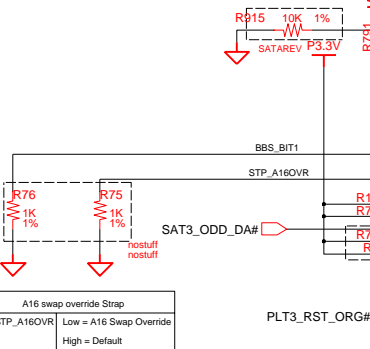 R915 10K 1%
SATAREV P3.3V
R791
BBS_BIT1
STP_A16OVR
R76 R75
1K 1K
1% 1%
nostuff
nostuff
SAT3_ODD_DA#
A16 swap override Strap
STP_A16OVR Low = A16 Swap Override
High = Default
PLT3_RST_ORG#